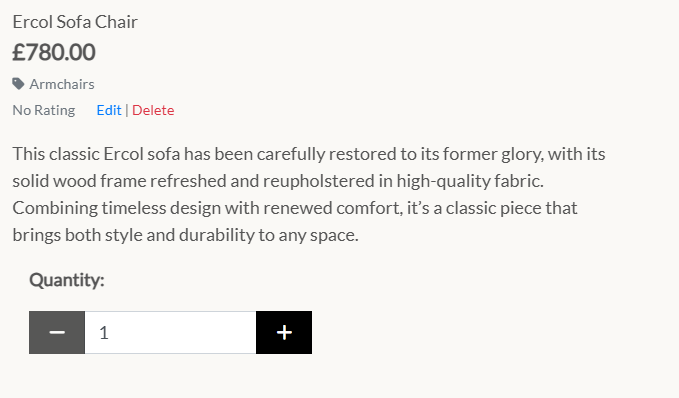 Ercol Sofa Chair
£780.00
Armchairs
No Rating Edit | Delete
This classic Ercol sofa has been carefully restored to its former glory, with its
solid wood frame refreshed and reupholstered in high-quality fabric.
Combining timeless design with renewed comfort, it’s a classic piece that
brings both style and durability to any space.
Quantity:
− 1 +